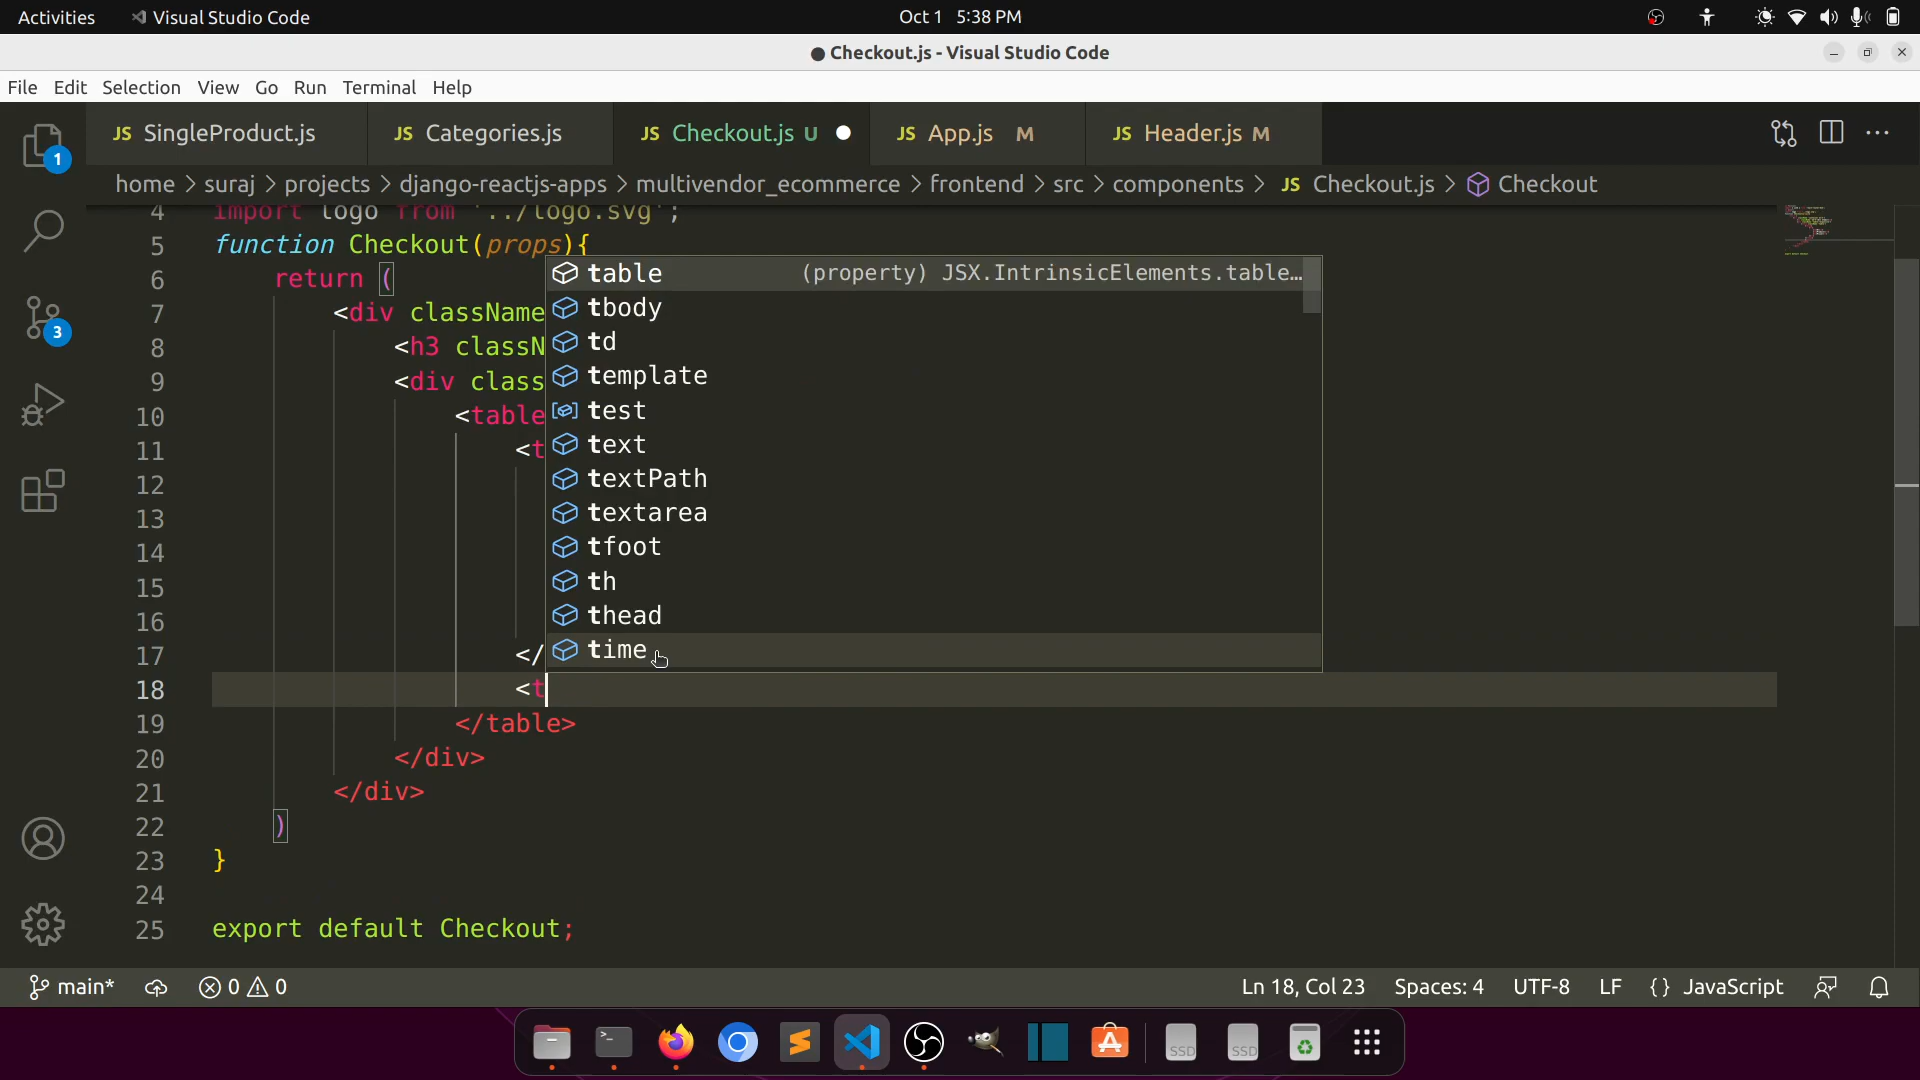 Activities Visual Studio Code Oct 1 5:38 PM
● Checkout.js - Visual Studio Code
File Edit Selection View Go Run Terminal Help
JS SingleProduct.js JS Categories.js JS Checkout.js U JS App.js M JS Header.js M
home > suraj > projects > django-reactjs-apps > multivendor_ecommerce > frontend > src > components > JS Checkout.js > Checkout
4 import logo from '../logo.svg';
5 function Checkout(props){
6 return (
7 <div className
8 <h3 classN
9 <div class
10 <table
11 <t
12
13
14
15
16
17 </
18 <t
19 </table>
20 </div>
21 </div>
22 )
23 }
24
25 export default Checkout;
table (property) JSX.IntrinsicElements.table…
tbody
td
template
test
text
textPath
textarea
tfoot
th
thead
time
1
3
main* 0 0 Ln 18, Col 23 Spaces: 4 UTF-8 LF { } JavaScript
SSD SSD